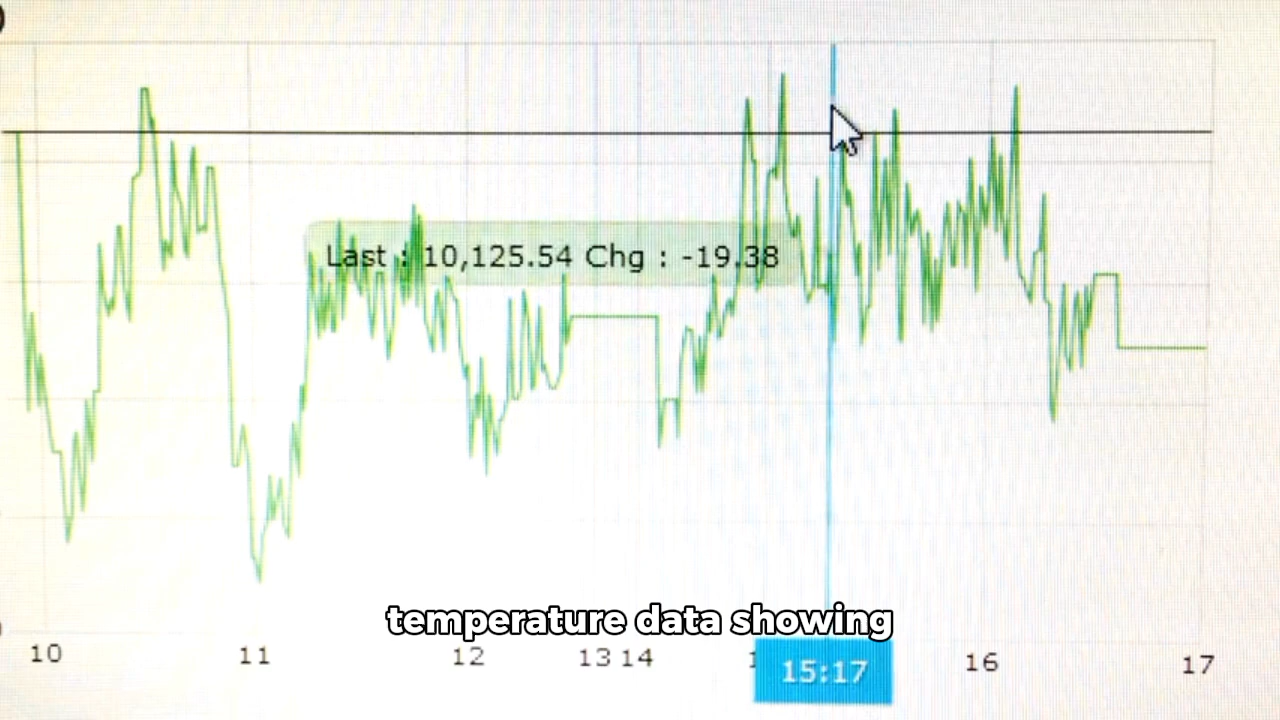 Last : 10,125.54 Chg : -19.38
temperature data showing
10 11 12 13 14 15:17 16 17